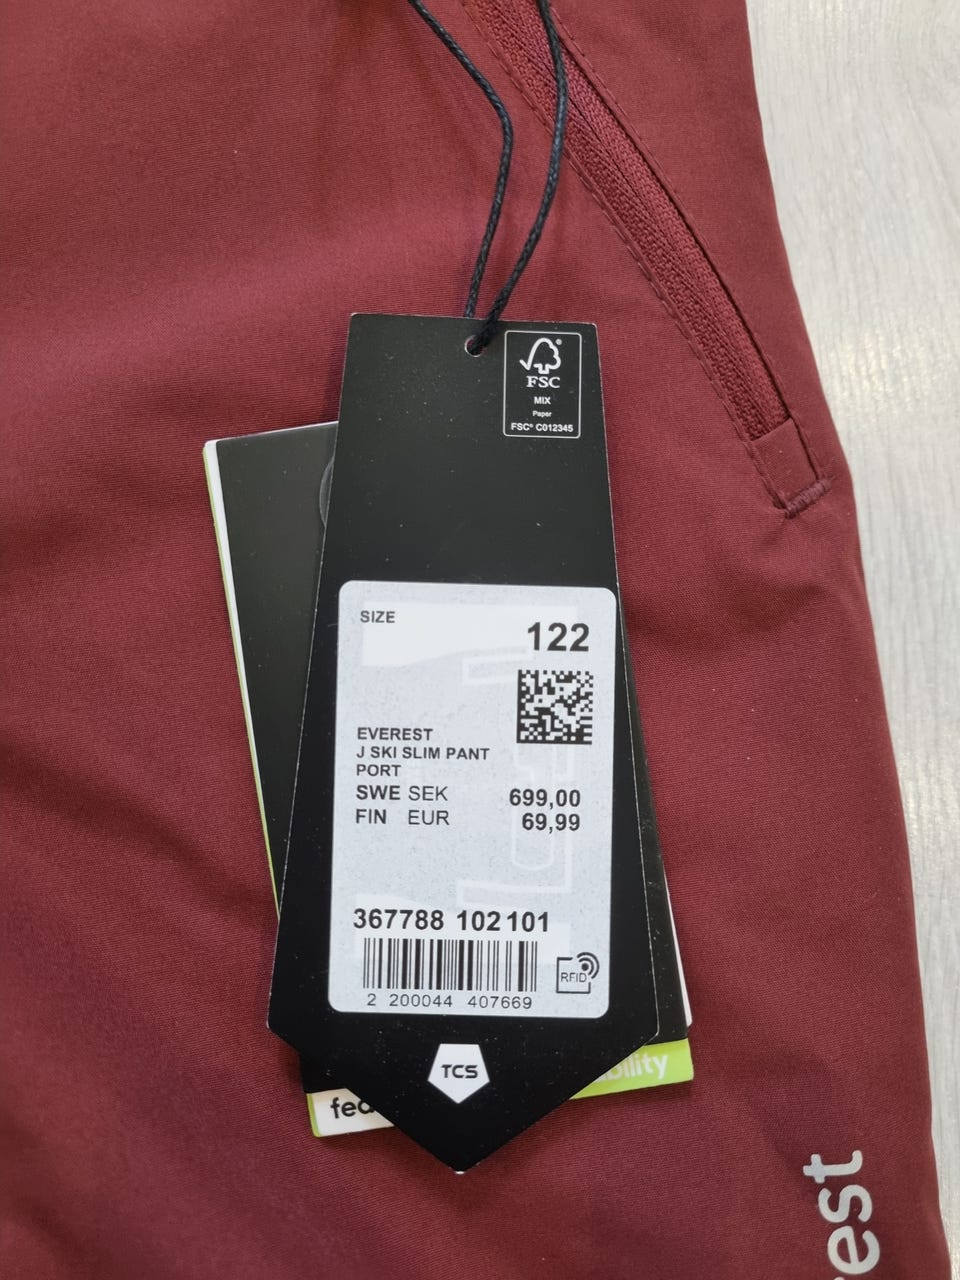 FSC
MIX
Paper
FSC® C012345
SIZE
122
EVEREST
J SKI SLIM PANT
PORT
SWE SEK 699,00
FIN EUR 69,99
367788 102101
RFID
2 200044 407669
TCS
est